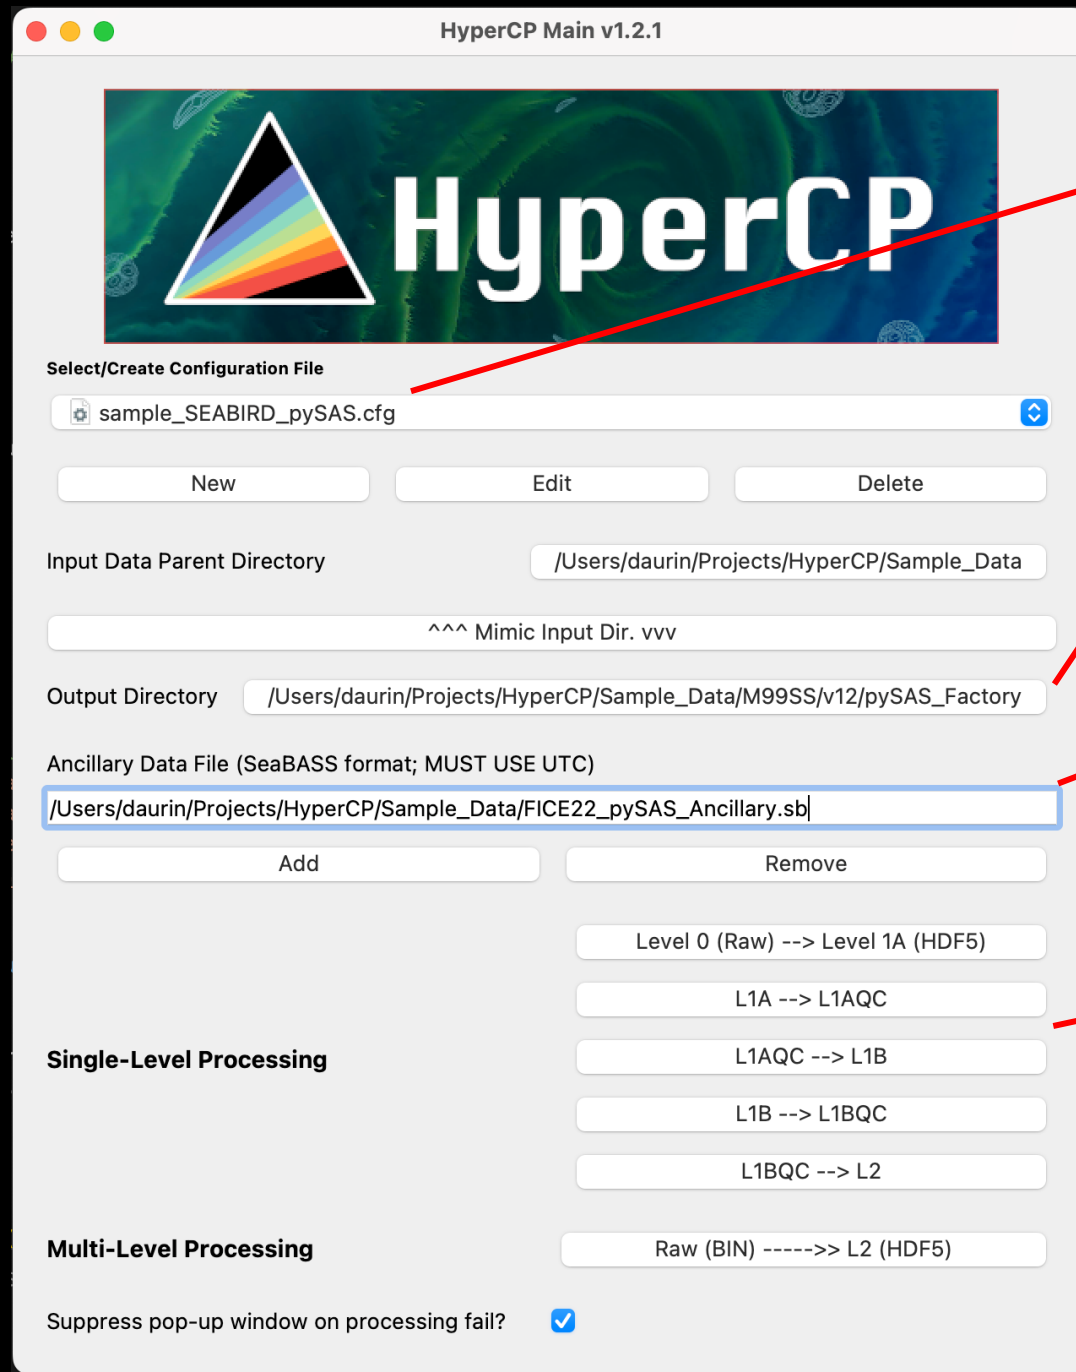 HyperCP Main v1.2.1
HyperCP
Select/Create Configuration File
sample_SEABIRD_pySAS.cfg
New Edit Delete
Input Data Parent Directory /Users/daurin/Projects/HyperCP/Sample_Data
^^^ Mimic Input Dir. vvv
Output Directory /Users/daurin/Projects/HyperCP/Sample_Data/M99SS/v12/pySAS_Factory
Ancillary Data File (SeaBASS format; MUST USE UTC)
/Users/daurin/Projects/HyperCP/Sample_Data/FICE22_pySAS_Ancillary.sb
Add Remove
Level 0 (Raw) --> Level 1A (HDF5)
L1A --> L1AQC
Single-Level Processing L1AQC --> L1B
L1B --> L1BQC
L1BQC --> L2
Multi-Level Processing Raw (BIN) ----->> L2 (HDF5)
Suppress pop-up window on processing fail?